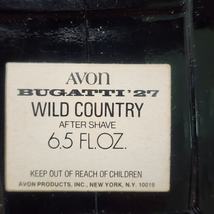 AVON
BUGATTI '27
WILD COUNTRY
AFTER SHAVE
6.5 FL.OZ.
KEEP OUT OF REACH OF CHILDREN
AVON PRODUCTS, INC., NEW YORK, N.Y. 10019